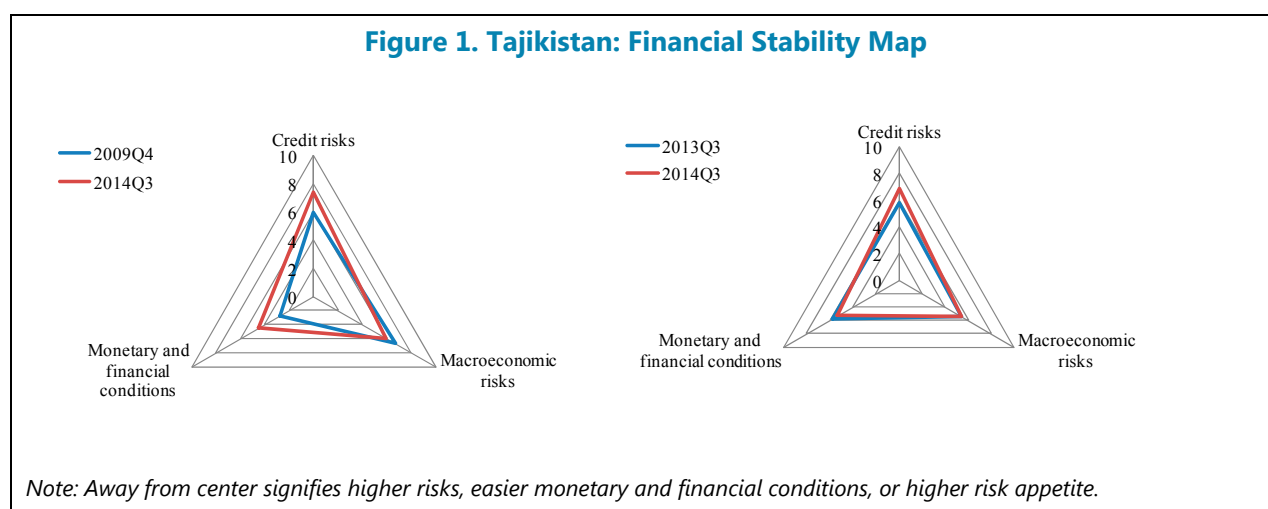 Figure 1. Tajikistan: Financial Stability Map
2009Q4
2014Q3
Credit risks
10
8
6
4
2
0
Monetary and
financial
conditions
Macroeconomic
risks
2013Q3
2014Q3
Credit risks
10
8
6
4
2
0
Monetary and
financial conditions
Macroeconomic
risks
Note: Away from center signifies higher risks, easier monetary and financial conditions, or higher risk appetite.